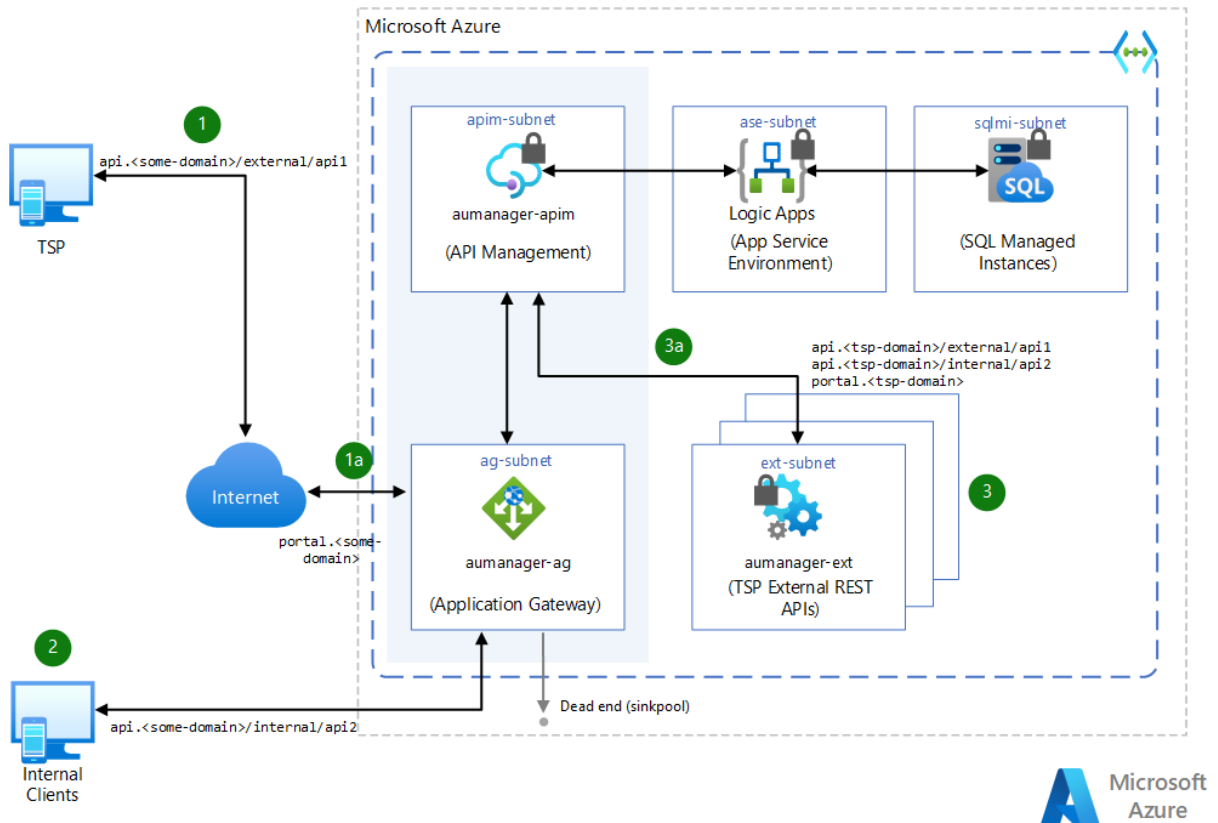 Microsoft Azure
1
api.<some-domain>/external/api1
TSP
apim-subnet
aumanager-apim
(API Management)
ase-subnet
Logic Apps
(App Service
Environment)
sqlmi-subnet
SQL
(SQL Managed
Instances)
3a
api.<tsp-domain>/external/api1
api.<tsp-domain>/internal/api2
portal.<tsp-domain>
Internet
1a
portal.<some-
domain>
ag-subnet
aumanager-ag
(Application Gateway)
ext-subnet
aumanager-ext
(TSP External REST
APIs)
3
2
api.<some-domain>/internal/api2
Internal
Clients
Dead end (sinkpool)
Microsoft
Azure